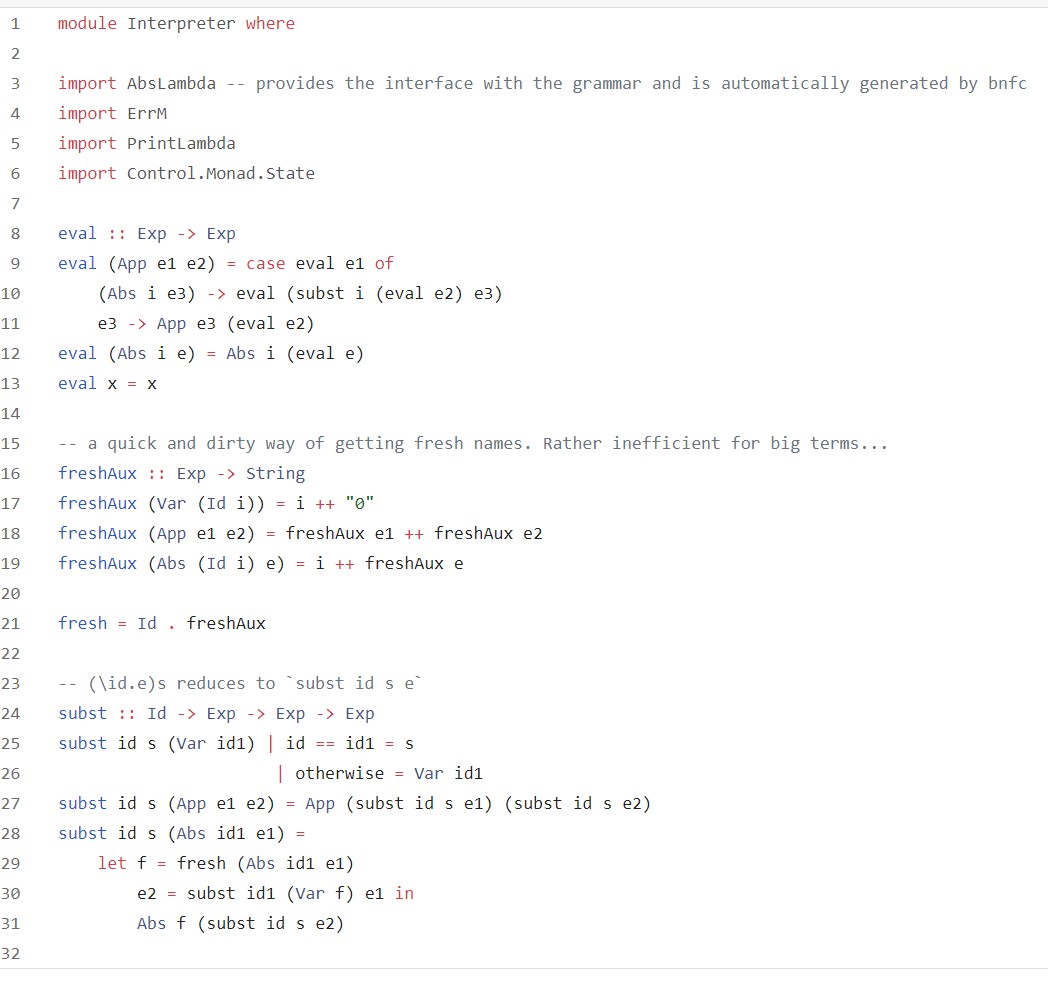 1 module Interpreter where
2
3 import AbsLambda -- provides the interface with the grammar and is automatically generated by bnfc
4 import ErrM
5 import PrintLambda
6 import Control.Monad.State
7
8 eval :: Exp -> Exp
9 eval (App e1 e2) = case eval e1 of
10     (Abs i e3) -> eval (subst i (eval e2) e3)
11     e3 -> App e3 (eval e2)
12 eval (Abs i e) = Abs i (eval e)
13 eval x = x
14
15 -- a quick and dirty way of getting fresh names. Rather inefficient for big terms...
16 freshAux :: Exp -> String
17 freshAux (Var (Id i)) = i ++ "0"
18 freshAux (App e1 e2) = freshAux e1 ++ freshAux e2
19 freshAux (Abs (Id i) e) = i ++ freshAux e
20
21 fresh = Id . freshAux
22
23 -- (\id.e)s reduces to `subst id s e`
24 subst :: Id -> Exp -> Exp -> Exp
25 subst id s (Var id1) | id == id1 = s
26                       | otherwise = Var id1
27 subst id s (App e1 e2) = App (subst id s e1) (subst id s e2)
28 subst id s (Abs id1 e1) =
29     let f = fresh (Abs id1 e1)
30         e2 = subst id1 (Var f) e1 in
31         Abs f (subst id s e2)
32